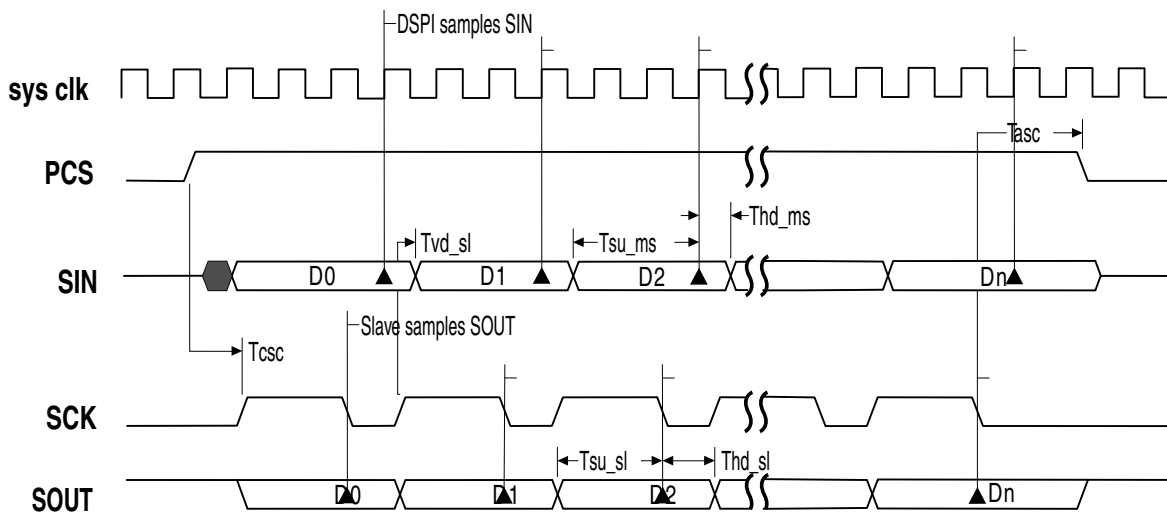 DSPI samples SIN
sys clk
Tasc
PCS
Thd_ms
Tvd_sl
Tsu_ms
SIN
D0
D1
D2
Dn
Slave samples SOUT
Tcsc
SCK
Tsu_sl
Thd_sl
SOUT
D0
D1
D2
Dn